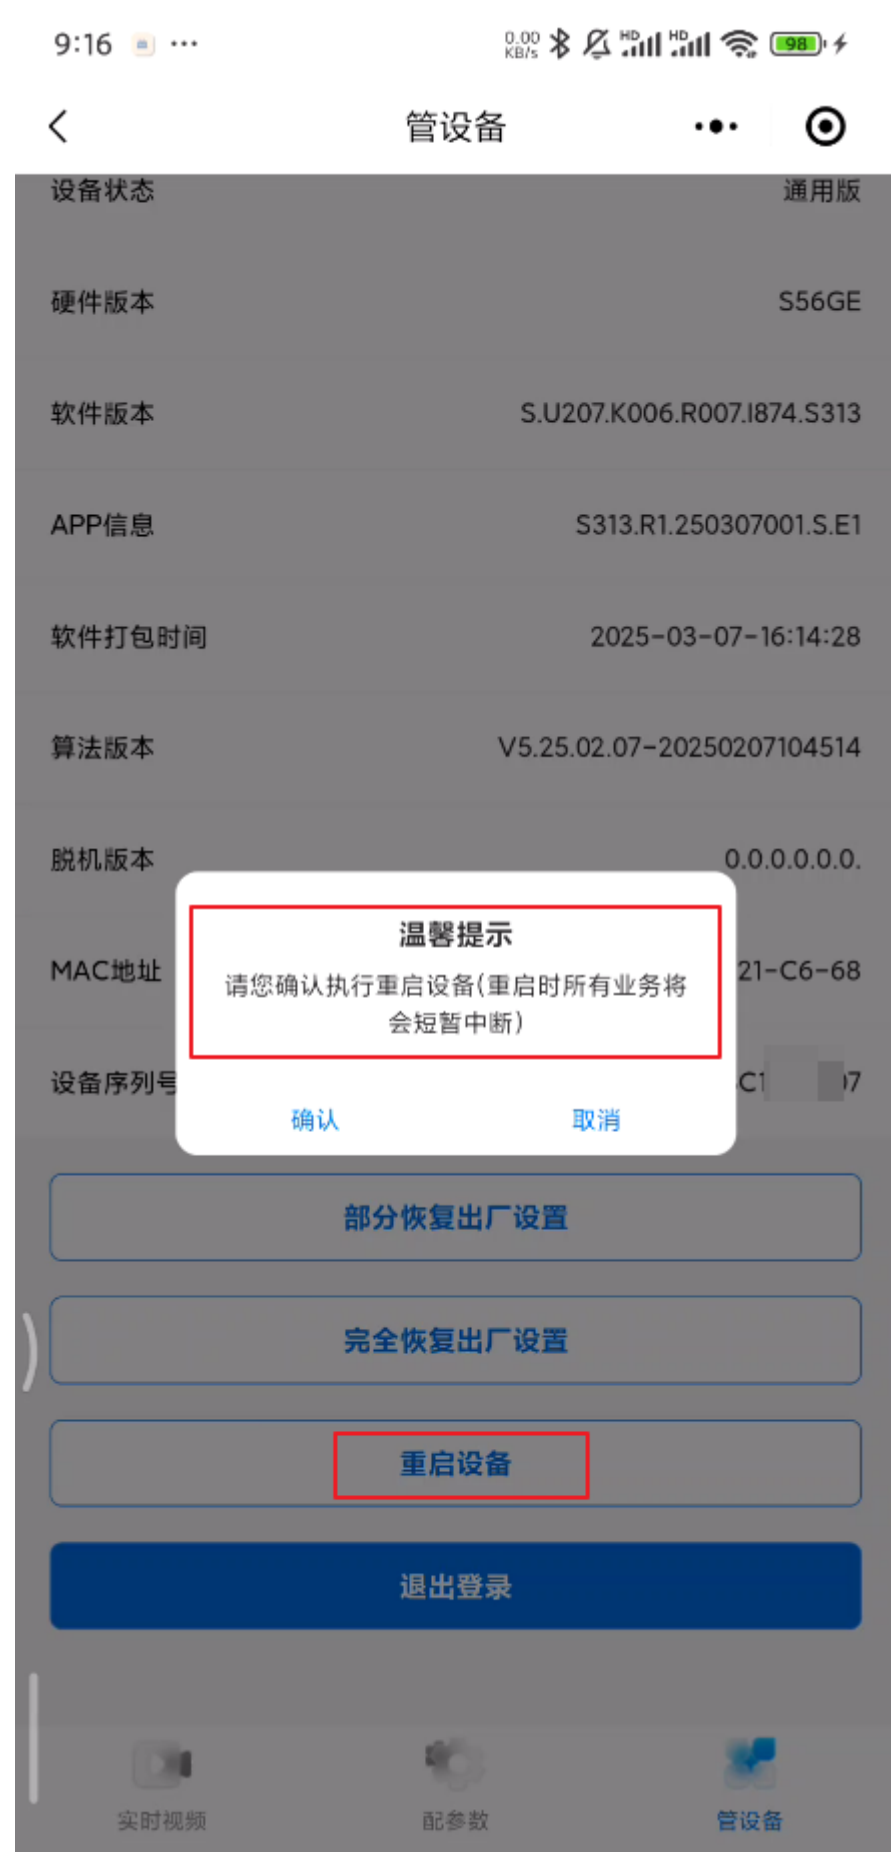 9:16
0.00
KB/s
HD
HD
98
管设备
设备状态 通用版
硬件版本 S56GE
软件版本 S.U207.K006.R007.I874.S313
APP信息 S313.R1.250307001.S.E1
软件打包时间 2025-03-07-16:14:28
算法版本 V5.25.02.07-20250207104514
脱机版本 0.0.0.0.0.0.
温馨提示
MAC地址 21-C6-68
请您确认执行重启设备(重启时所有业务将
会短暂中断)
设备序列号
确认 取消
部分恢复出厂设置
完全恢复出厂设置
重启设备
退出登录
实时视频 配参数 管设备